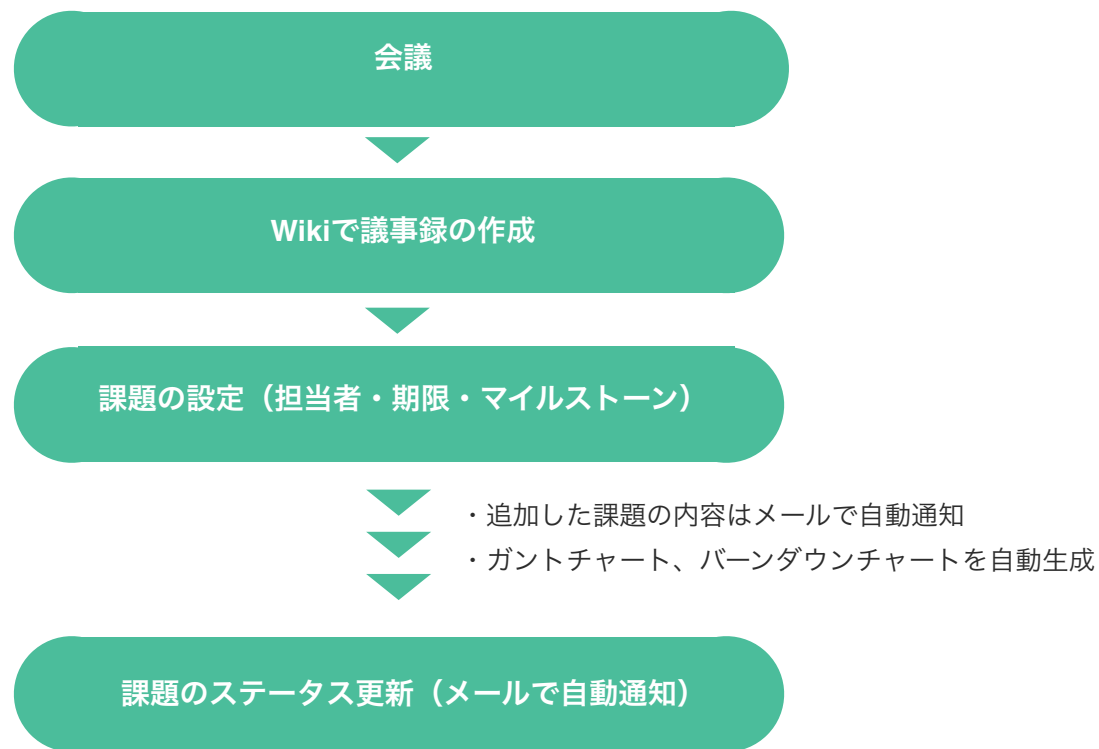 会議
Wikiで議事録の作成
課題の設定（担当者・期限・マイルストーン）
・追加した課題の内容はメールで自動通知
・ガントチャート、バーンダウンチャートを自動生成
課題のステータス更新（メールで自動通知）